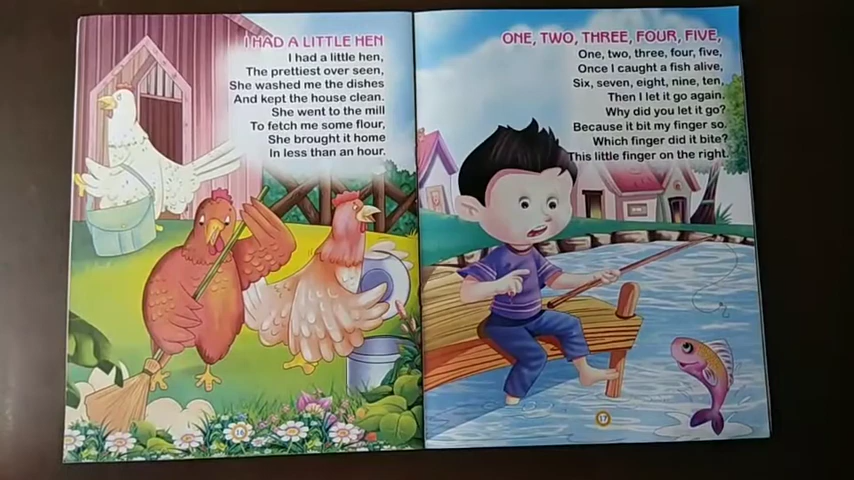 I HAD A LITTLE HEN
I had a little hen,
The prettiest over seen,
She washed me the dishes
And kept the house clean.
She went to the mill
To fetch me some flour,
She brought it home
In less than an hour.
16
ONE, TWO, THREE, FOUR, FIVE,
One, two, three, four, five,
Once I caught a fish alive,
Six, seven, eight, nine, ten,
Then I let it go again.
Why did you let it go?
Because it bit my finger so.
Which finger did it bite?
This little finger on the right.
17